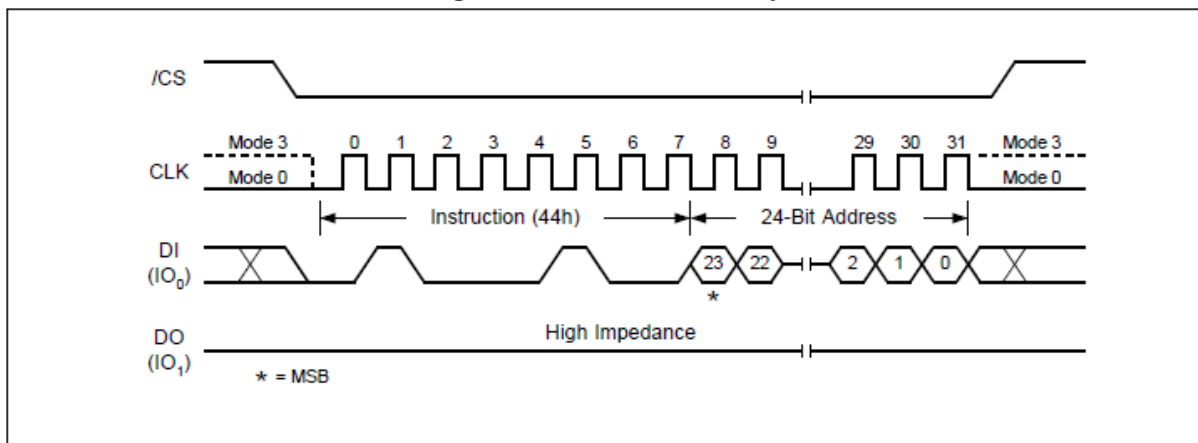 /CS
Mode 3 0 1 2 3 4 5 6 7 8 9 29 30 31 Mode 3
CLK
Mode 0 Mode 0
Instruction (44h) 24-Bit Address
DI
(IO0)
23 22 2 1 0
*
High Impedance
DO
(IO1)
* = MSB